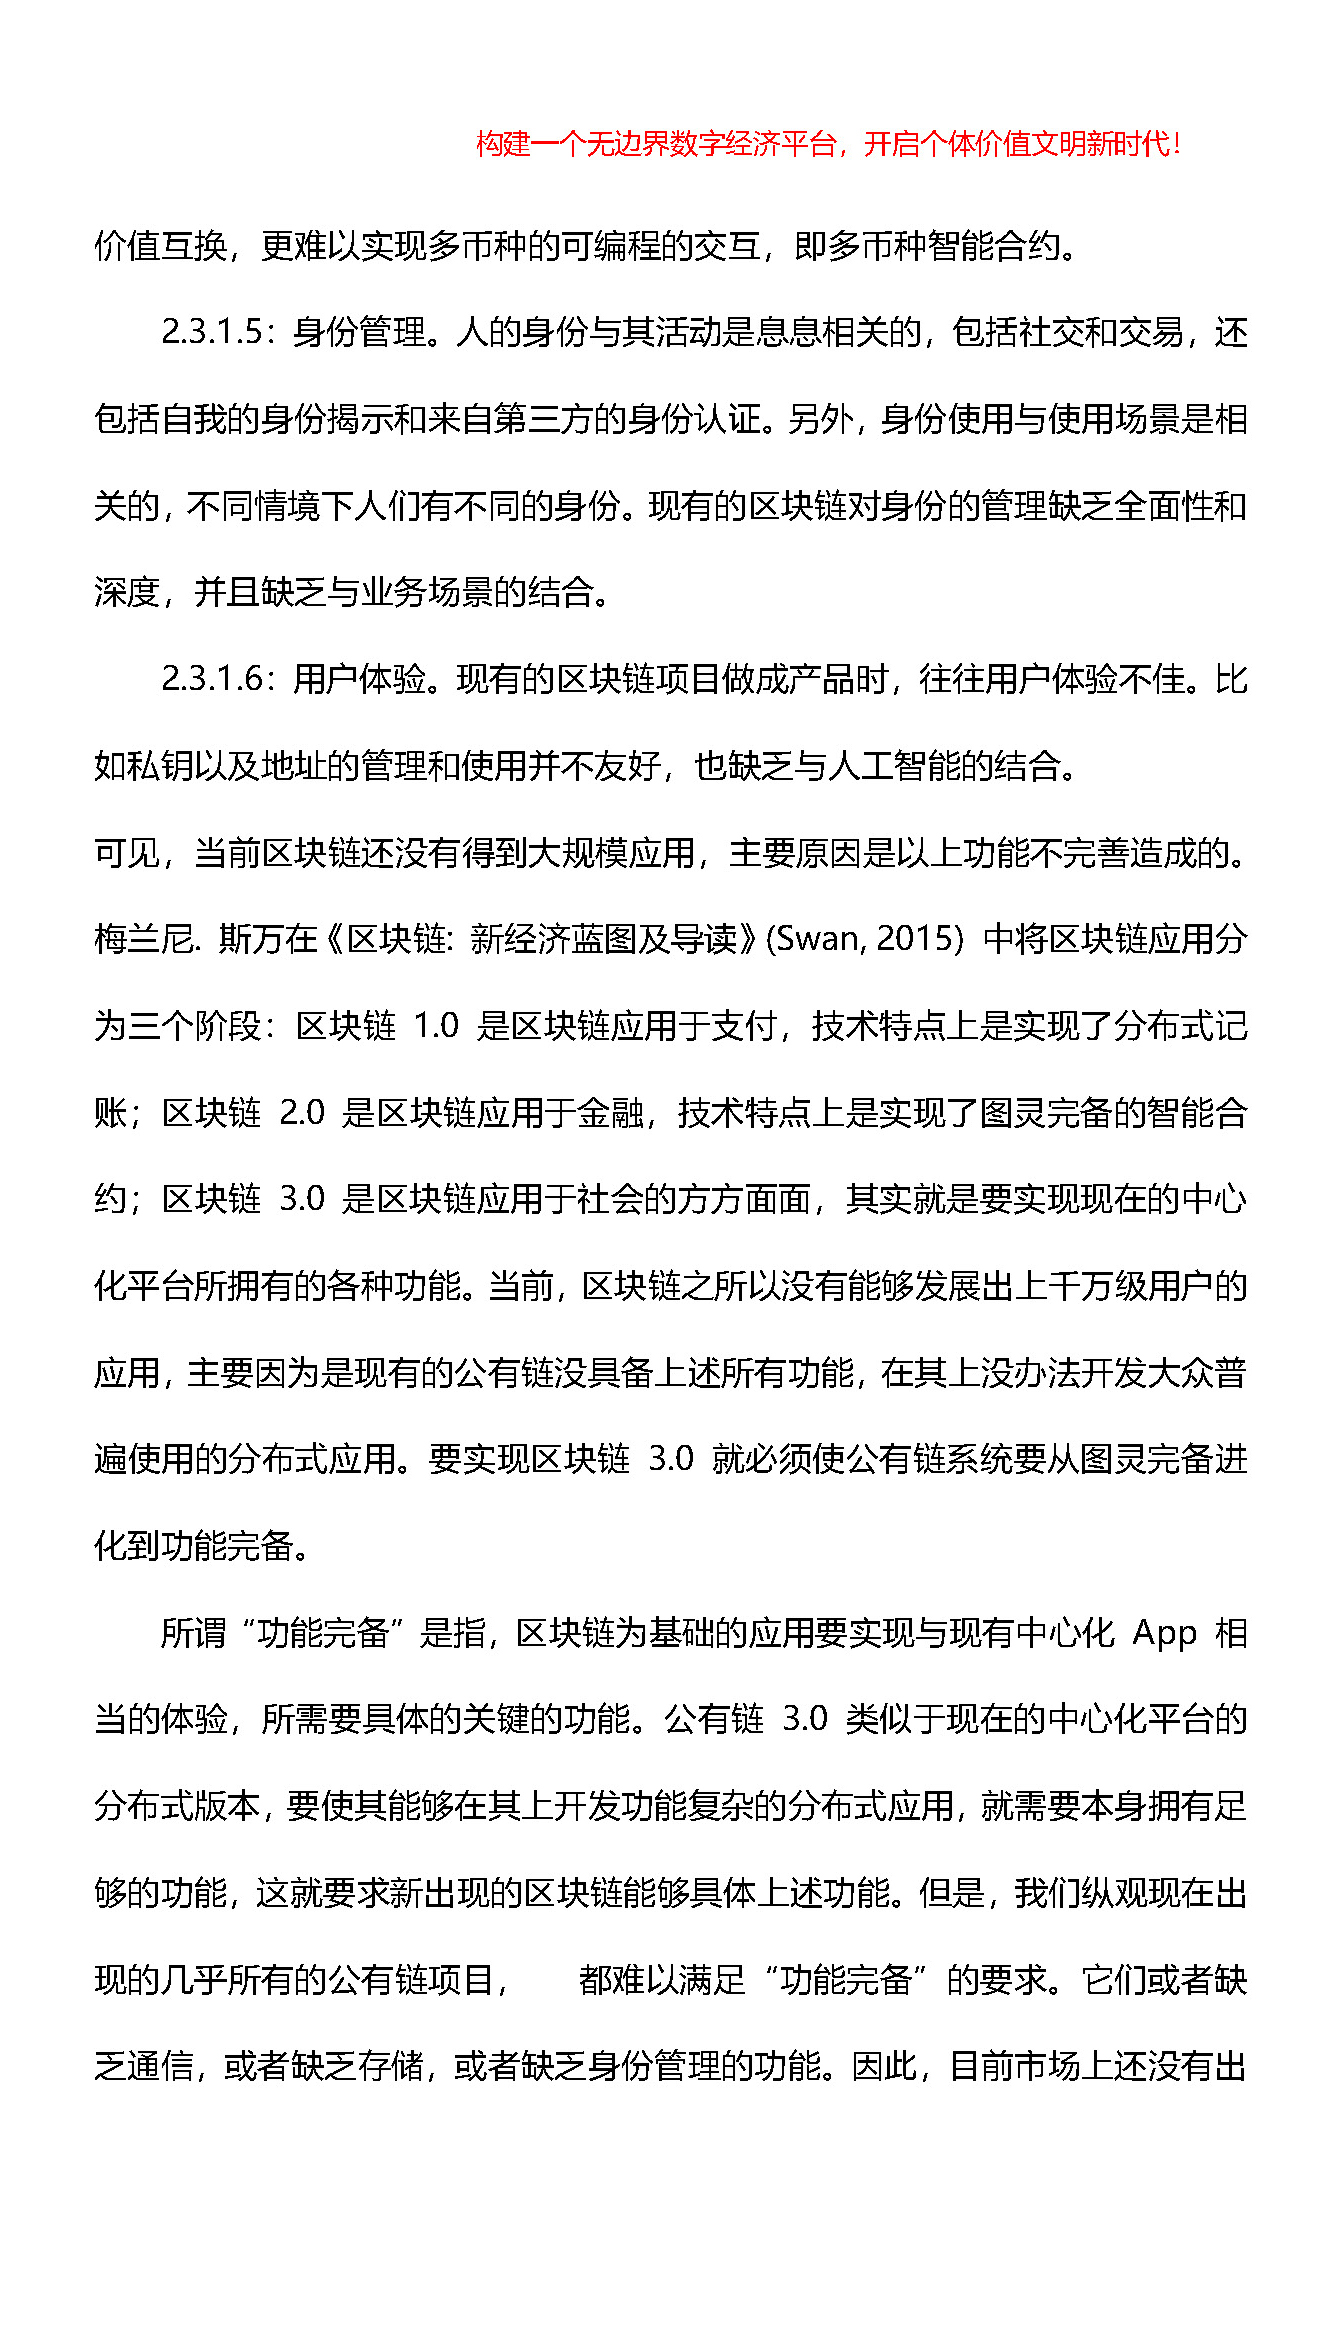 构建一个无边界数字经济平台，开启个体价值文明新时代！
价值互换，更难以实现多币种的可编程的交互，即多币种智能合约。
2.3.1.5：身份管理。人的身份与其活动是息息相关的，包括社交和交易，还
包括自我的身份揭示和来自第三方的身份认证。另外，身份使用与使用场景是相
关的，不同情境下人们有不同的身份。现有的区块链对身份的管理缺乏全面性和
深度，并且缺乏与业务场景的结合。
2.3.1.6：用户体验。现有的区块链项目做成产品时，往往用户体验不佳。比
如私钥以及地址的管理和使用并不友好，也缺乏与人工智能的结合。
可见，当前区块链还没有得到大规模应用，主要原因是以上功能不完善造成的。
梅兰尼. 斯万在《区块链: 新经济蓝图及导读》(Swan, 2015) 中将区块链应用分
为三个阶段：区块链 1.0 是区块链应用于支付，技术特点上是实现了分布式记
账；区块链 2.0 是区块链应用于金融，技术特点上是实现了图灵完备的智能合
约；区块链 3.0 是区块链应用于社会的方方面面，其实就是要实现现在的中心
化平台所拥有的各种功能。当前，区块链之所以没有能够发展出上千万级用户的
应用，主要因为是现有的公有链没具备上述所有功能，在其上没办法开发大众普
遍使用的分布式应用。要实现区块链 3.0 就必须使公有链系统要从图灵完备进
化到功能完备。
所谓“功能完备”是指，区块链为基础的应用要实现与现有中心化 App 相
当的体验，所需要具体的关键的功能。公有链 3.0 类似于现在的中心化平台的
分布式版本，要使其能够在其上开发功能复杂的分布式应用，就需要本身拥有足
够的功能，这就要求新出现的区块链能够具体上述功能。但是，我们纵观现在出
现的几乎所有的公有链项目， 都难以满足“功能完备”的要求。它们或者缺
乏通信，或者缺乏存储，或者缺乏身份管理的功能。因此，目前市场上还没有出